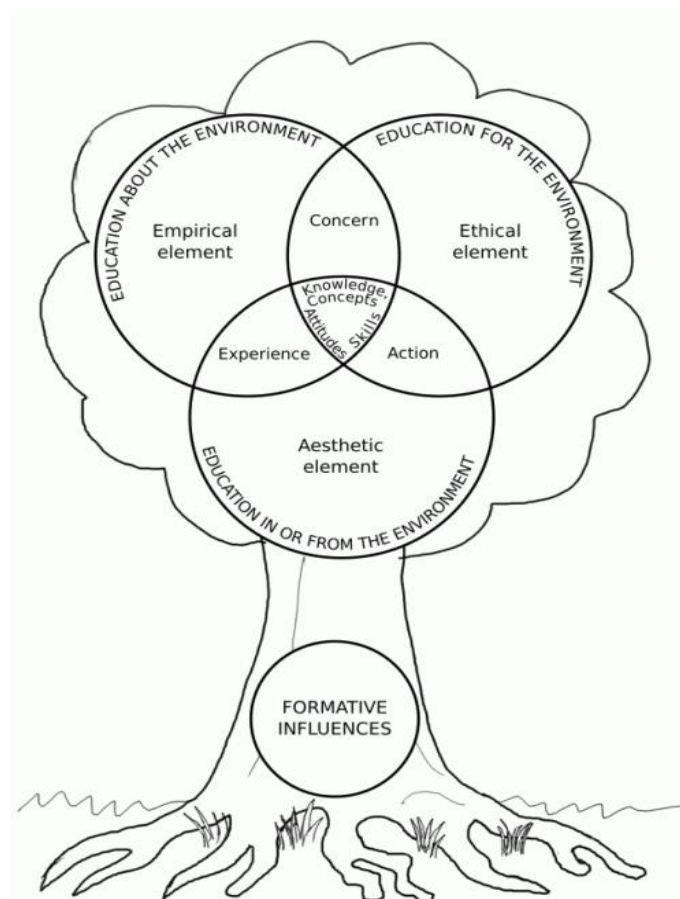 EDUCATION ABOUT THE ENVIRONMENT
EDUCATION FOR THE ENVIRONMENT
Empirical
element
Concern
Ethical
element
Knowledge,
Concepts
Attitudes
Skills
Experience
Action
Aesthetic
element
EDUCATION IN OR FROM THE ENVIRONMENT
FORMATIVE
INFLUENCES